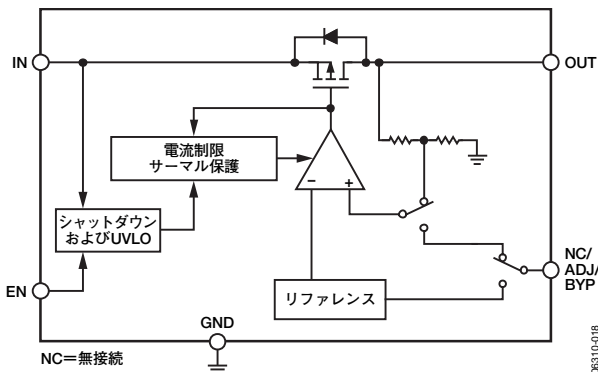 IN
OUT
電流制限
サーマル保護
−
+
シャットダウン
およびUVLO
NC/
ADJ/
BYP
EN
リファレンス
GND
NC=無接続
06310-018